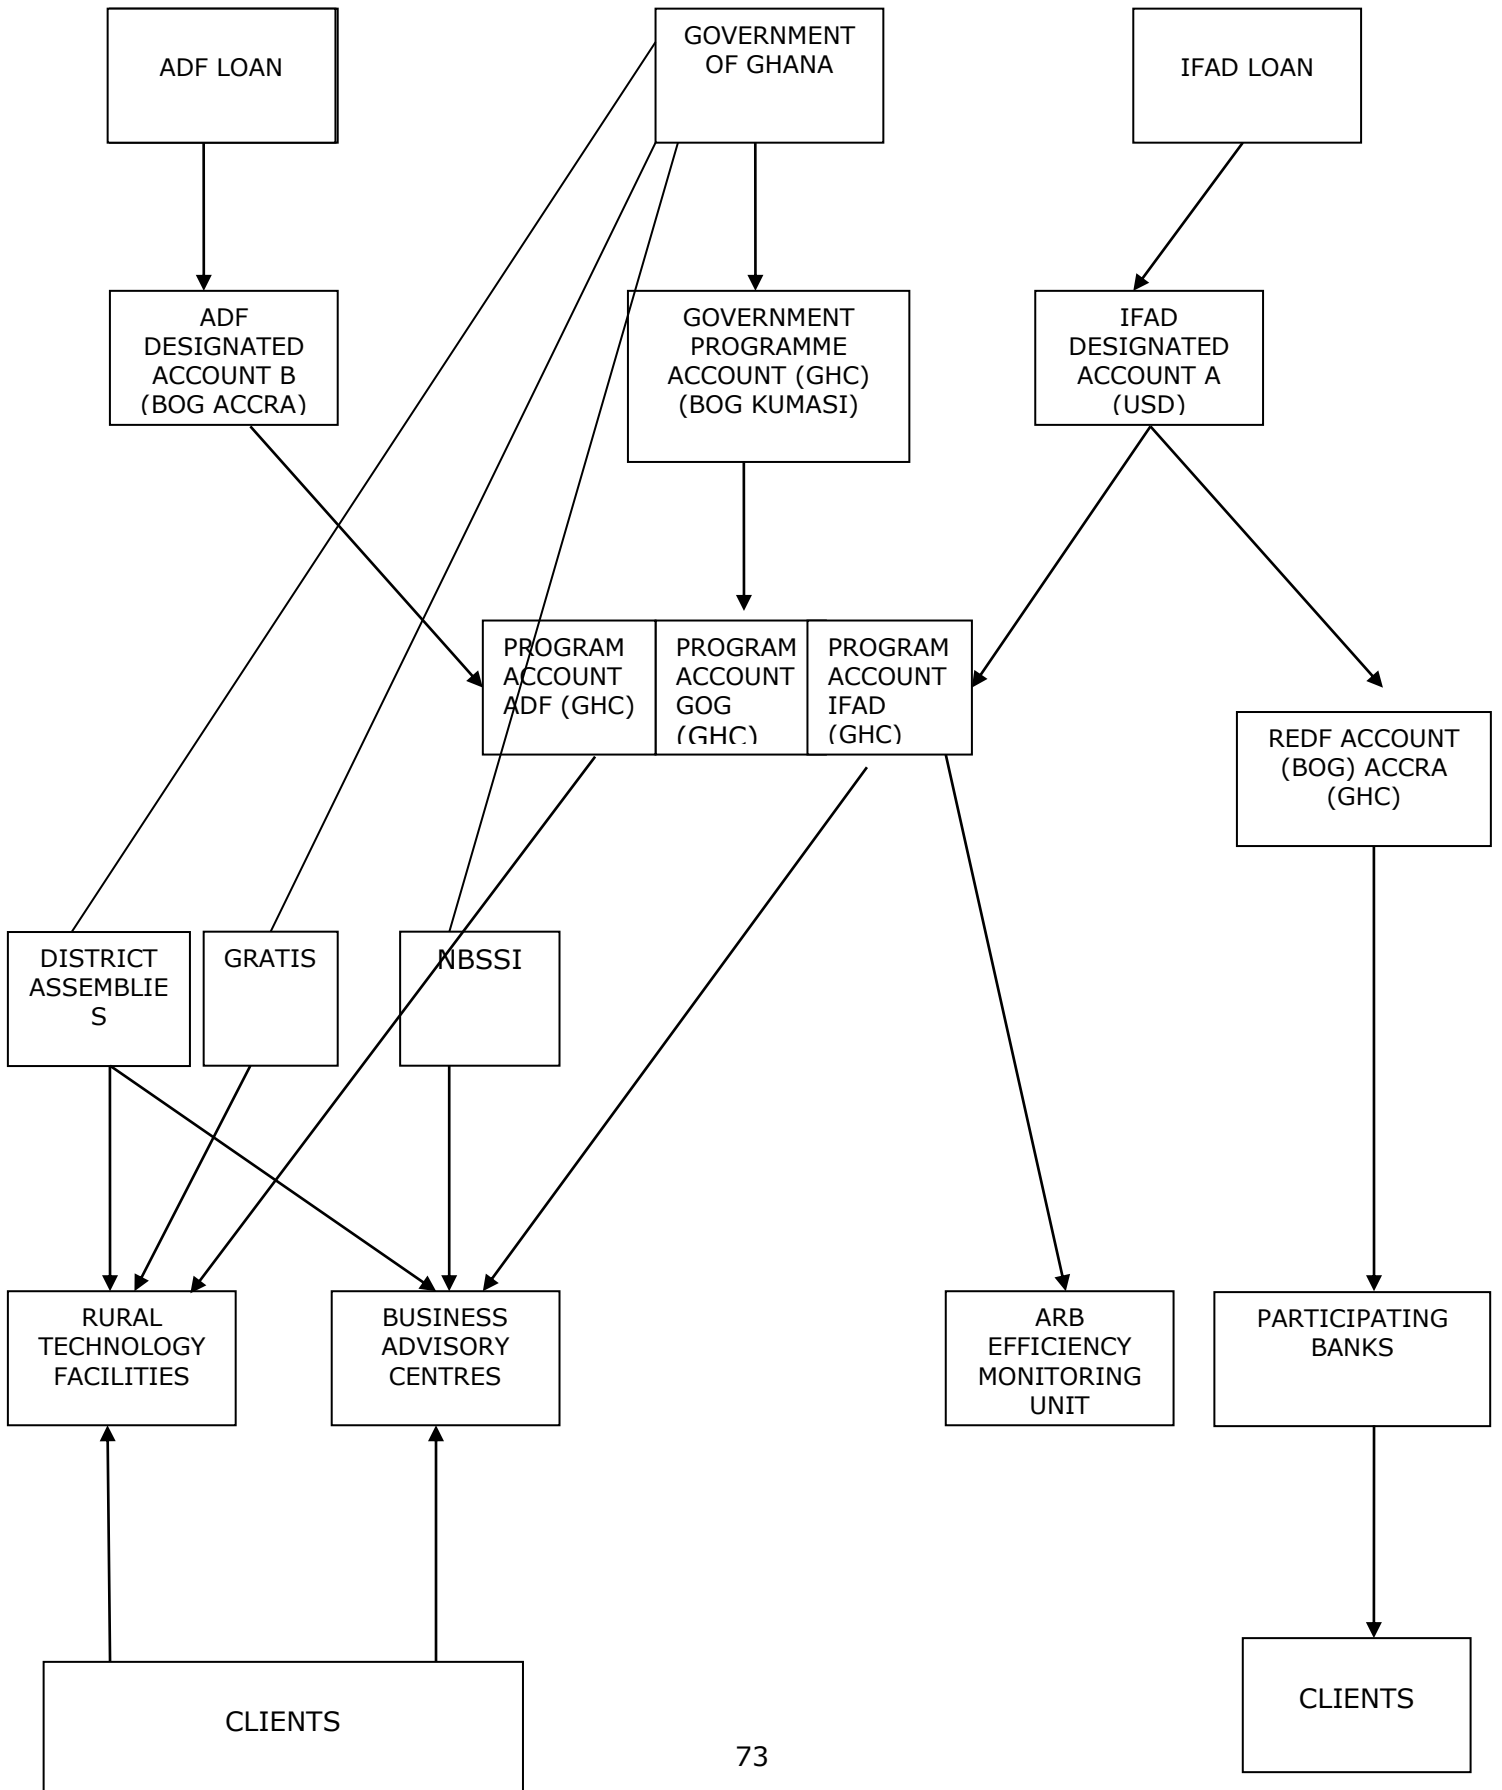 ADF LOAN
GOVERNMENT
OF GHANA
IFAD LOAN
ADF
DESIGNATED
ACCOUNT B
(BOG ACCRA)
GOVERNMENT
PROGRAMME
ACCOUNT (GHC)
(BOG KUMASI)
IFAD
DESIGNATED
ACCOUNT A
(USD)
PROGRAM
ACCOUNT
ADF (GHC)
PROGRAM
ACCOUNT
GOG
(GHC)
PROGRAM
ACCOUNT
IFAD
(GHC)
REDF ACCOUNT
(BOG) ACCRA
(GHC)
DISTRICT
ASSEMBLIE
S
GRATIS
NBSSI
RURAL
TECHNOLOGY
FACILITIES
BUSINESS
ADVISORY
CENTRES
ARB
EFFICIENCY
MONITORING
UNIT
PARTICIPATING
BANKS
CLIENTS
CLIENTS
73